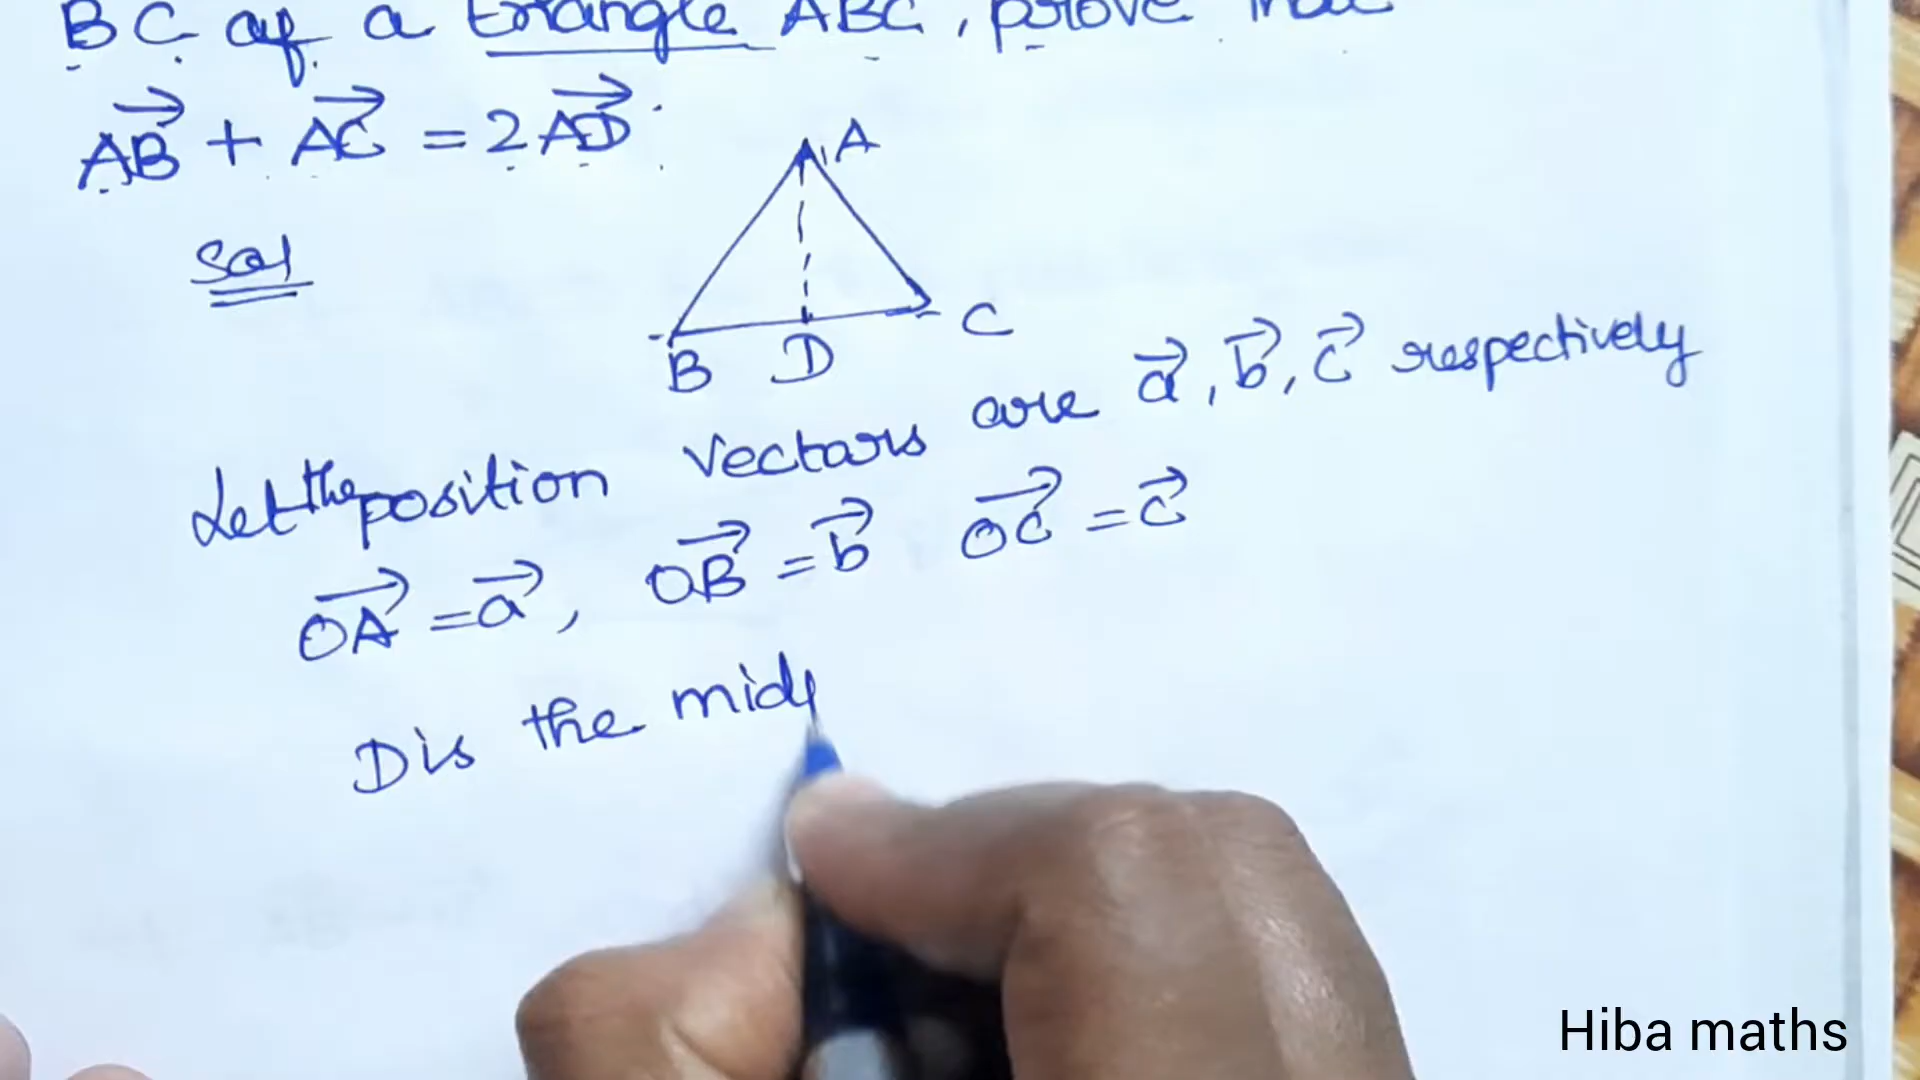 BC of a triangle ABC, prove that
AB⃗ + AC⃗ = 2AD⃗.
Sol
A
B D C
Let the position vectors are a⃗, b⃗, c⃗ respectively
OA⃗ = a⃗, OB⃗ = b⃗ OC⃗ = c⃗
D is the midp
Hiba maths